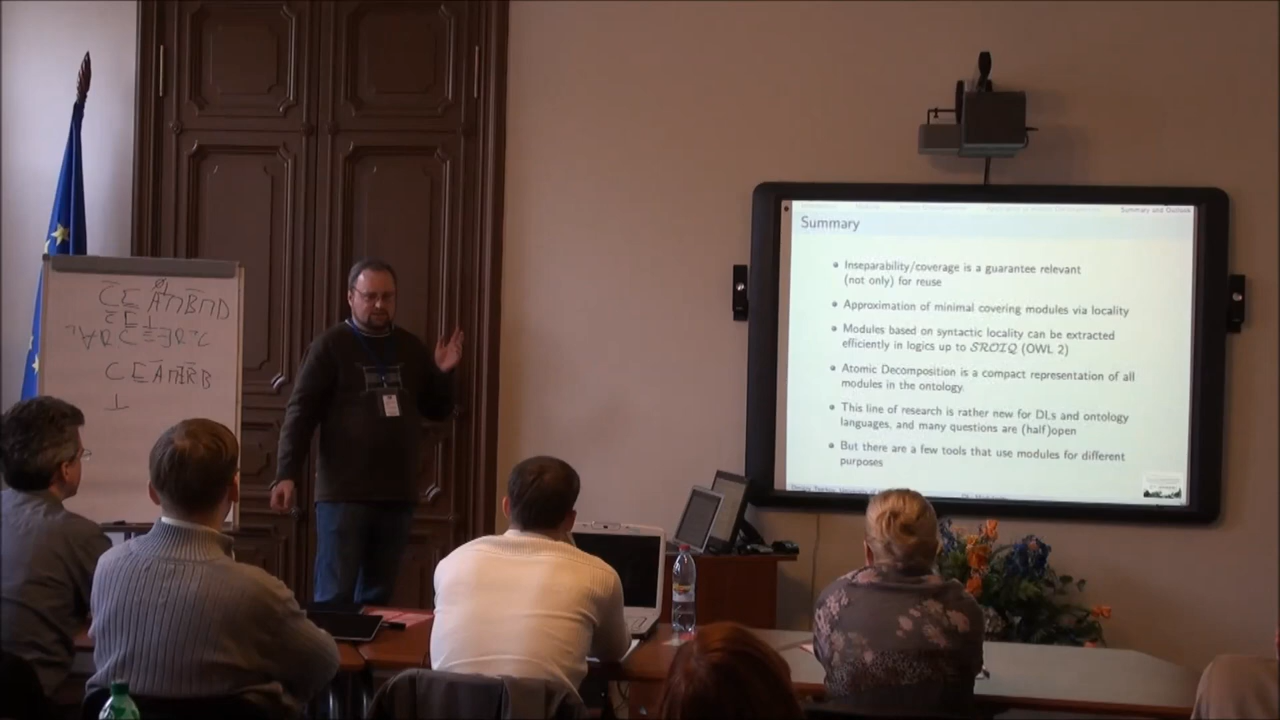 C̅ ⊑ A̅⊓B̅⊓D
C ⊑ A⊓∃R B
⊥
Summary and Outlook
Summary
Inseparability/coverage is a guarantee relevant
(not only) for reuse
Approximation of minimal covering modules via locality
Modules based on syntactic locality can be extracted
efficiently in logics up to SROIQ (OWL 2)
Atomic Decomposition is a compact representation of all
modules in the ontology
This line of research is rather new for DLs and ontology
languages, and many questions are (half)open
But there are a few tools that use modules for different
purposes